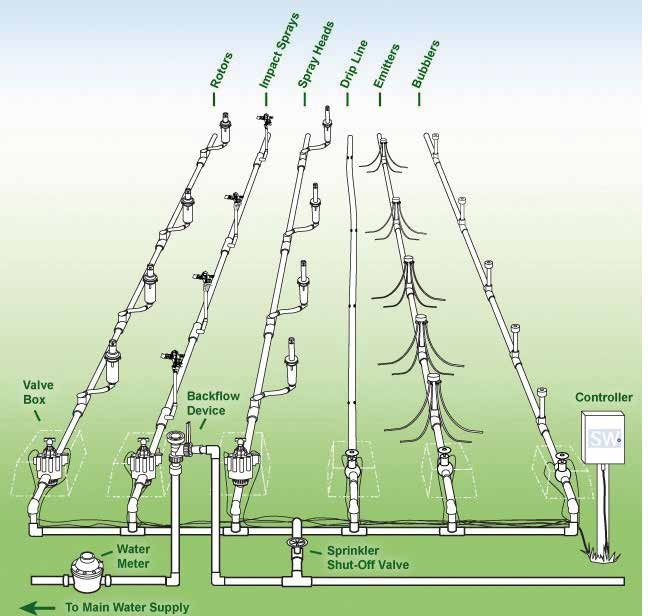 Rotors
Impact Sprays
Spray Heads
Drip Line
Emitters
Bubblers
Valve
Box
Backflow
Device
Controller
SW
Water
Meter
Sprinkler
Shut-Off Valve
To Main Water Supply